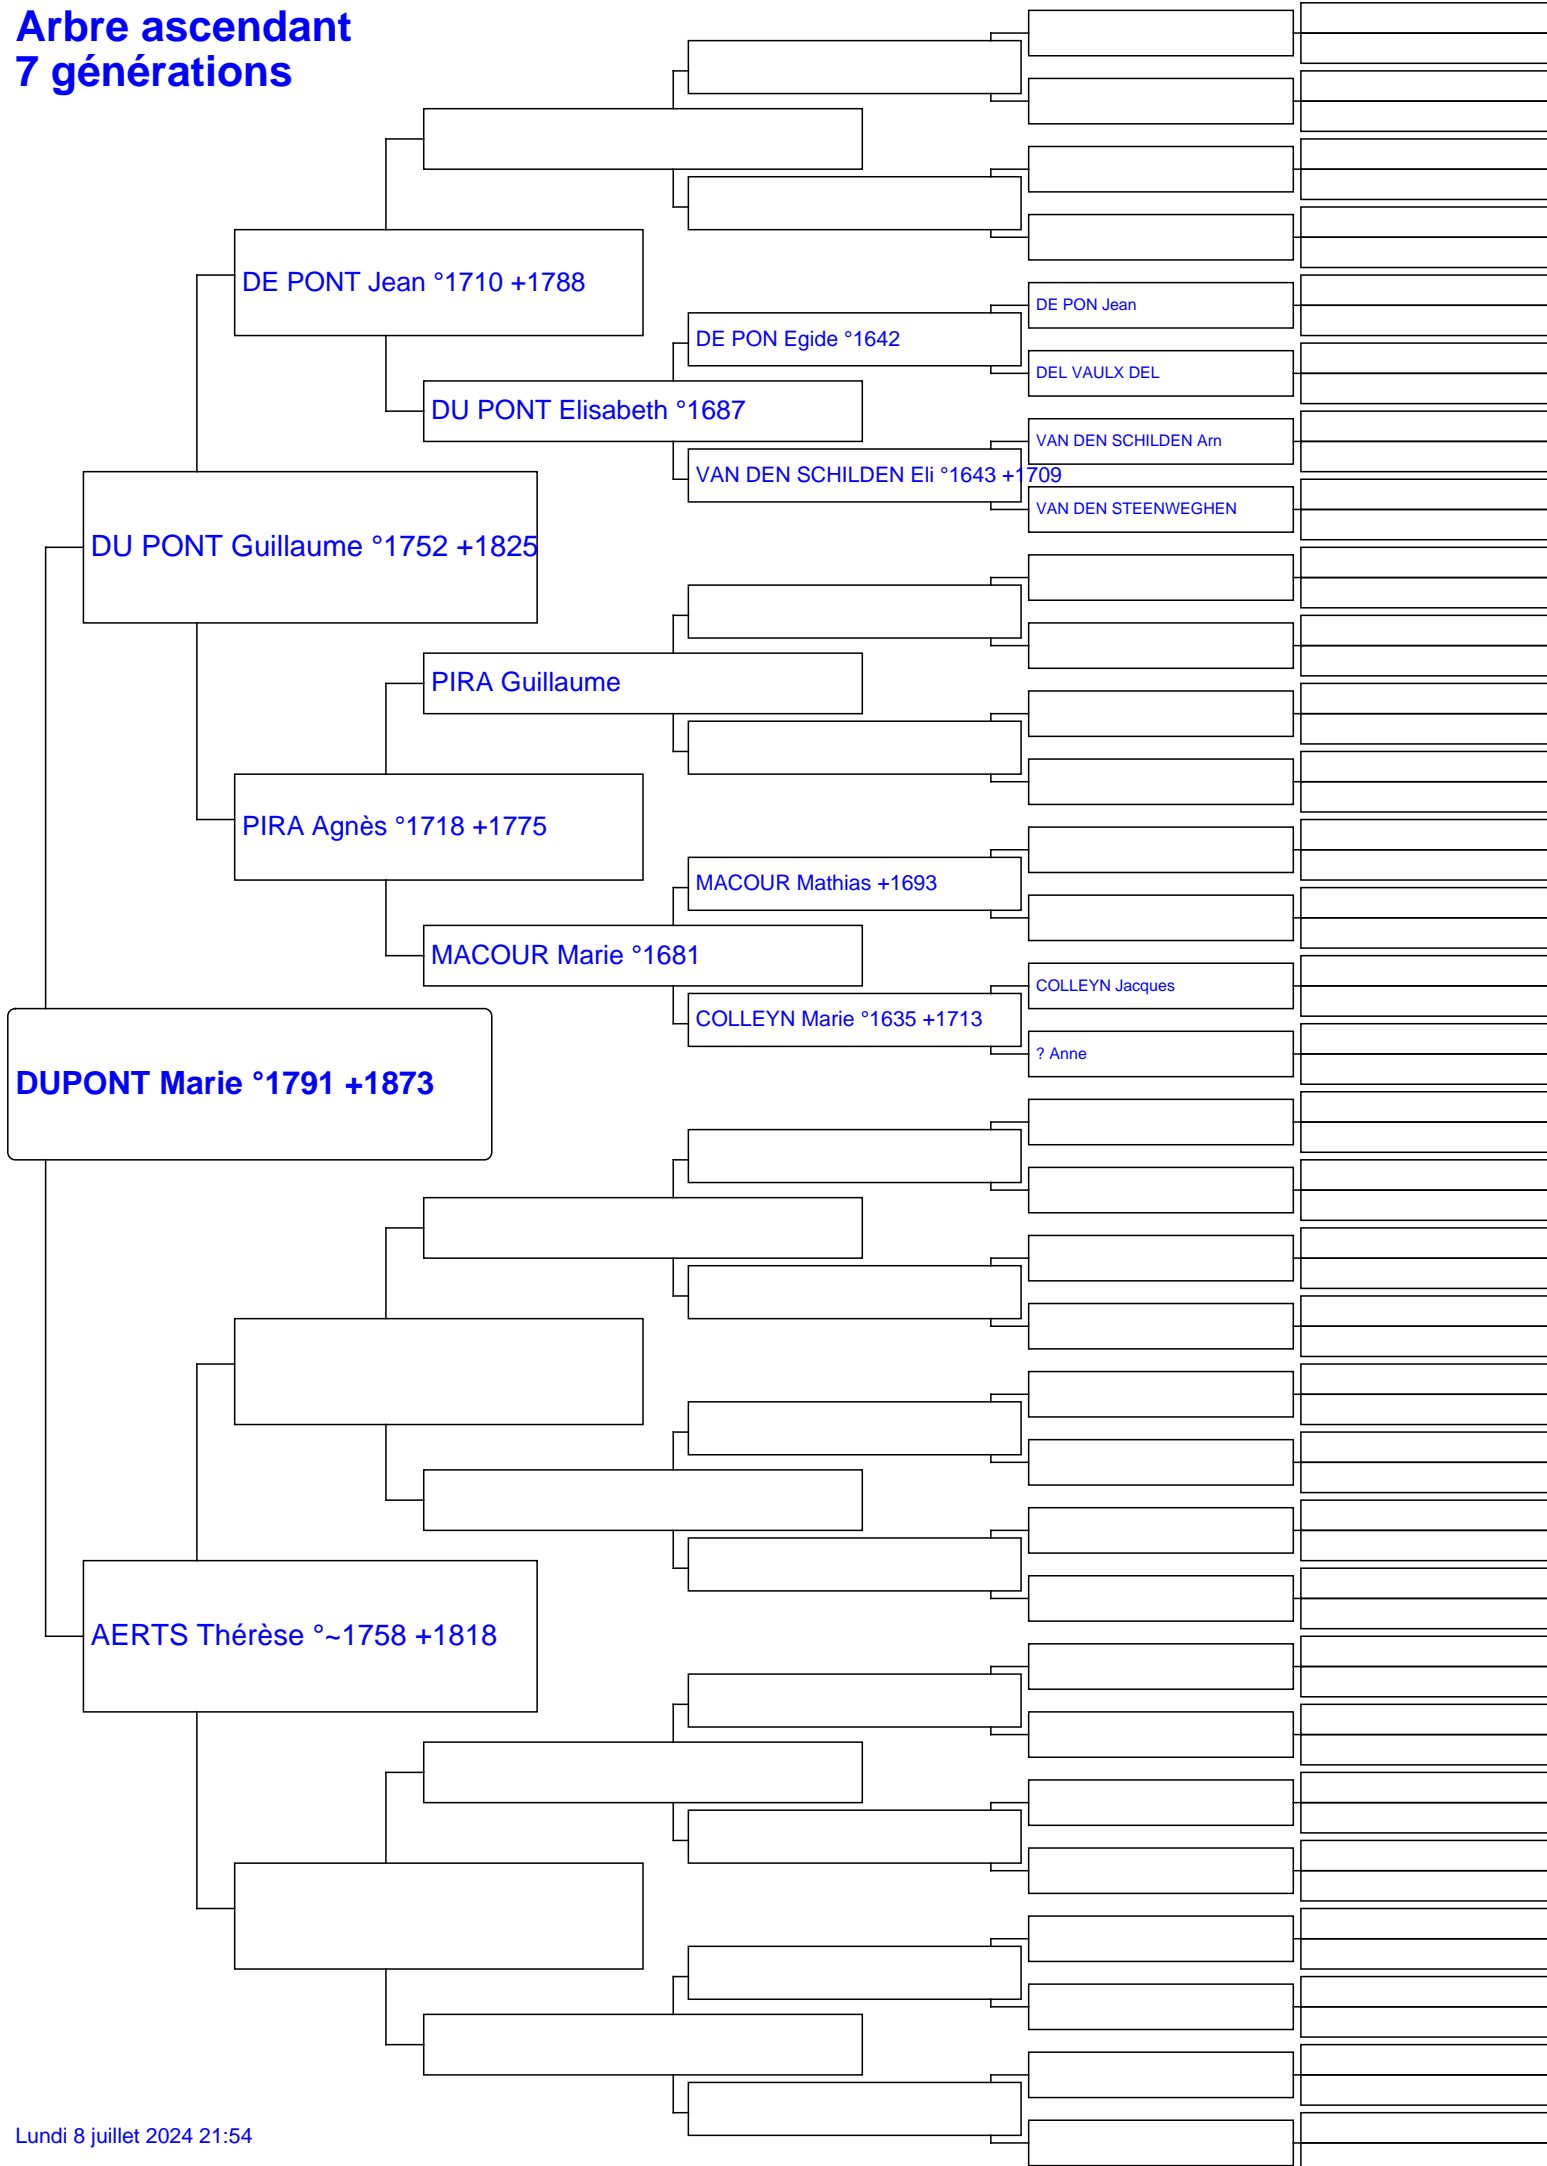 Arbre ascendant
7 générations
DE PONT Jean °1710 +1788
DE PON Jean
DE PON Egide °1642
DEL VAULX DEL
DU PONT Elisabeth °1687
VAN DEN SCHILDEN Arn
VAN DEN SCHILDEN Eli °1643 +1709
VAN DEN STEENWEGHEN
DU PONT Guillaume °1752 +1825
PIRA Guillaume
PIRA Agnès °1718 +1775
MACOUR Mathias +1693
MACOUR Marie °1681
COLLEYN Jacques
COLLEYN Marie °1635 +1713
? Anne
DUPONT Marie °1791 +1873
AERTS Thérèse °~1758 +1818
Lundi 8 juillet 2024 21:54